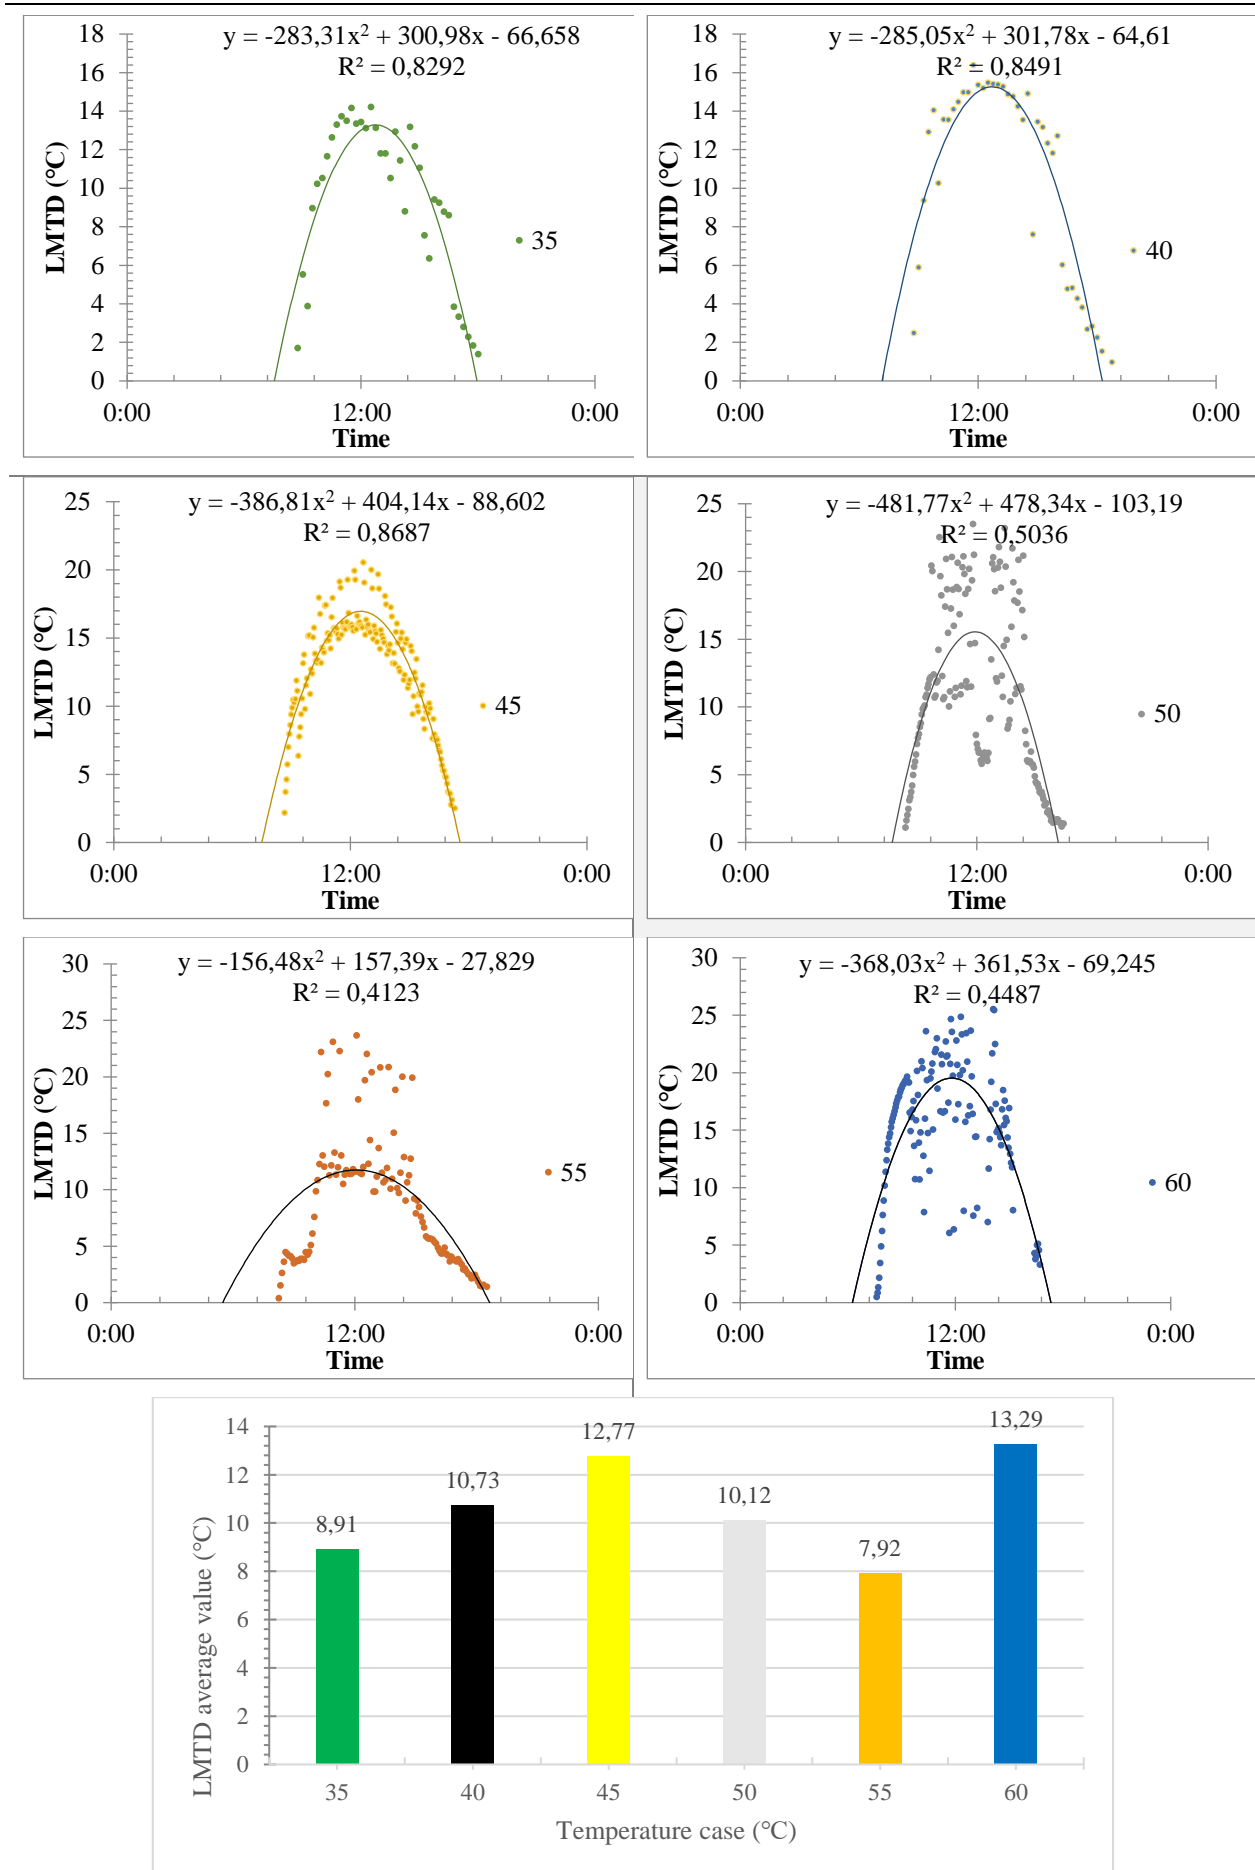 y = -283,31x² + 300,98x - 66,658
R² = 0,8292
18
16
14
12
10
8
6
4
2
0
LMTD (°C)
35
0:00 12:00 0:00
Time
y = -285,05x² + 301,78x - 64,61
R² = 0,8491
18
16
14
12
10
8
6
4
2
0
LMTD (°C)
40
0:00 12:00 0:00
Time
y = -386,81x² + 404,14x - 88,602
R² = 0,8687
25
20
15
10
5
0
LMTD (°C)
45
0:00 12:00 0:00
Time
y = -481,77x² + 478,34x - 103,19
R² = 0,5036
25
20
15
10
5
0
LMTD (°C)
50
0:00 12:00 0:00
Time
y = -156,48x² + 157,39x - 27,829
R² = 0,4123
30
25
20
15
10
5
0
LMTD (°C)
55
0:00 12:00 0:00
Time
y = -368,03x² + 361,53x - 69,245
R² = 0,4487
30
25
20
15
10
5
0
LMTD (°C)
60
0:00 12:00 0:00
Time
14
12
10
8
6
4
2
0
LMTD average value (°C)
8,91 10,73 12,77 10,12 7,92 13,29
35 40 45 50 55 60
Temperature case (°C)